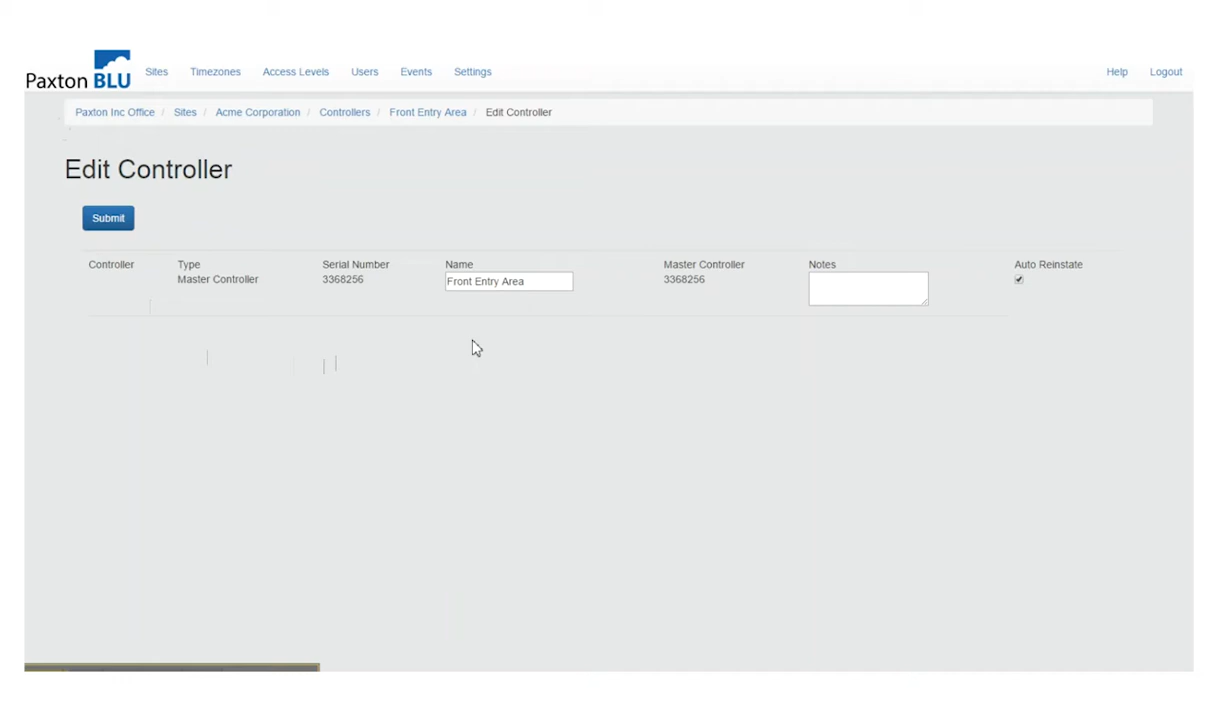 Paxton BLU Sites Timezones Access Levels Users Events Settings Help Logout
Paxton Inc Office / Sites / Acme Corporation / Controllers / Front Entry Area / Edit Controller
Edit Controller
Submit
Controller Type Serial Number Name Master Controller Notes Auto Reinstate
Master Controller 3368256 Front Entry Area 3368256